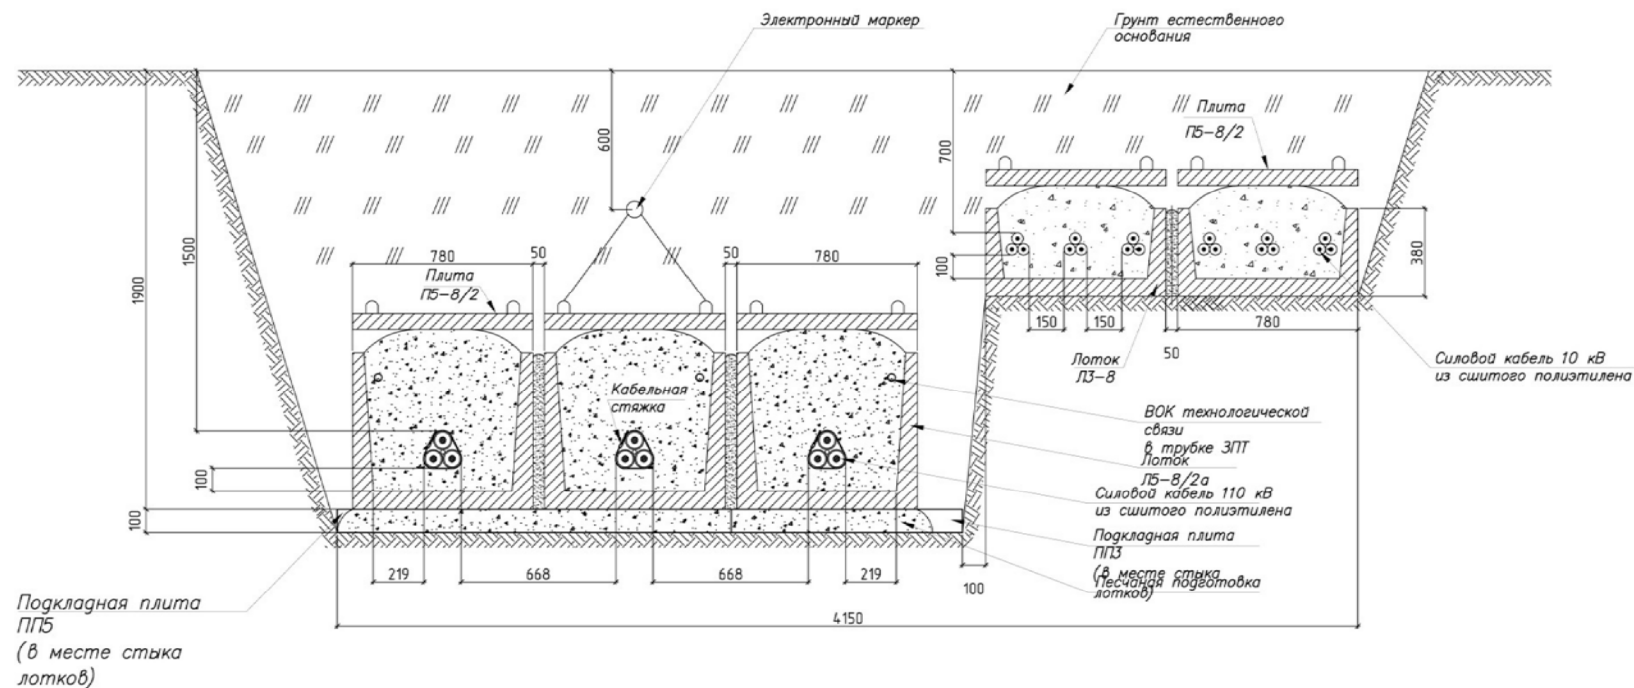 Электронный маркер
Грунт естественного
основания
Плита
П5-8/2
600
700
1500
1900
780
50
50
780
Плита
П5-8/2
100
380
150
150
780
50
Лоток
Л3-8
Силовой кабель 10 кВ
из сшитого полиэтилена
Кабельная
стяжка
ВОК технологической
связи
в трубке ЗПТ
Лоток
Л5-8/2а
Силовой кабель 110 кВ
из сшитого полиэтилена
100
100
Подкладная плита
ПП3
(в месте стыка
лотков)
Песчаная подготовка
219
668
668
219
100
4150
Подкладная плита
ПП5
(в месте стыка
лотков)